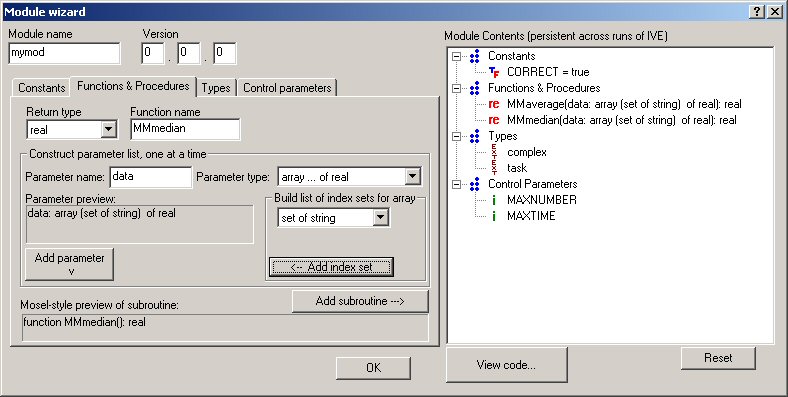 Module wizard
Module name
Version
mymod
0 . 0 . 0
Constants
Functions & Procedures
Types
Control parameters
Return type
Function name
real
MMmedian
Construct parameter list, one at a time
Parameter name: data
Parameter type: array ... of real
Parameter preview:
data: array (set of string)  of real
Build list of index sets for array
set of string
Add parameter
v
<-- Add index set
Add subroutine --->
Mosel-style preview of subroutine:
function MMmedian(): real
OK
Module Contents (persistent across runs of IVE)
Constants
TF CORRECT = true
Functions & Procedures
re MMaverage(data: array (set of string)  of real): real
re MMmedian(data: array (set of string)  of real): real
Types
EXT complex
EXT task
Control Parameters
i MAXNUMBER
i MAXTIME
View code...
Reset